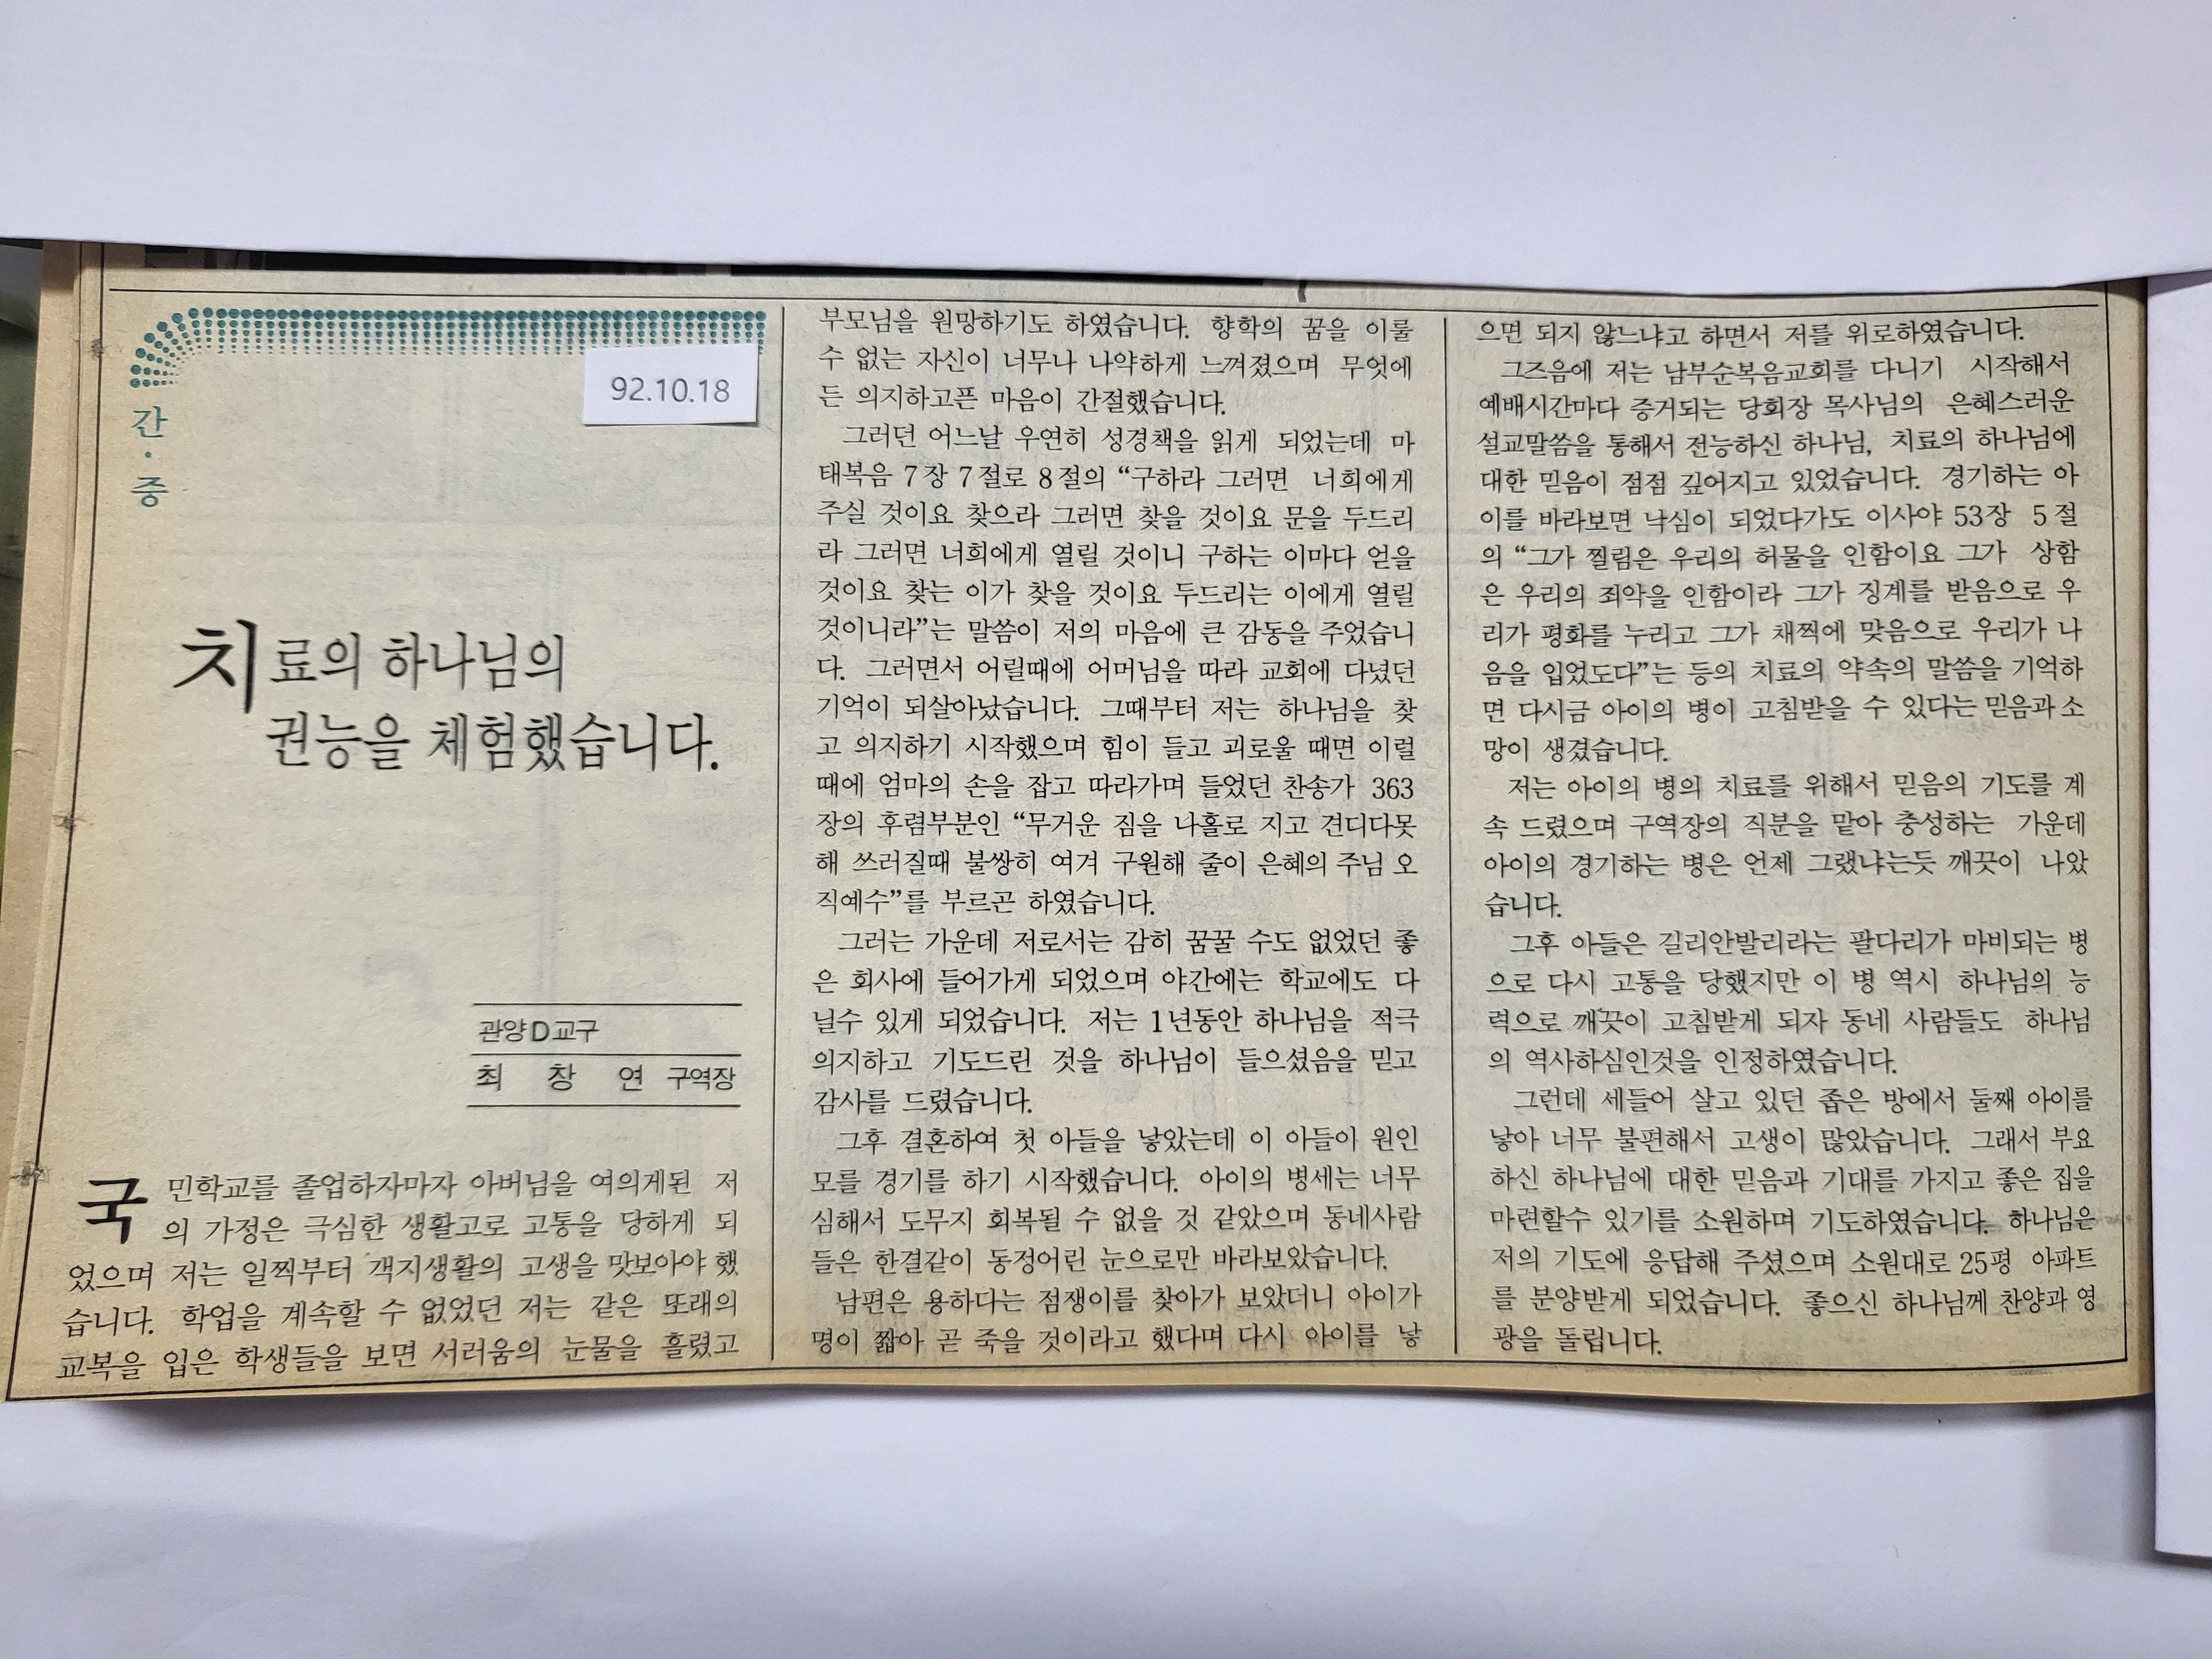 92.10.18
간·증
치료의 하나님의
권능을 체험했습니다.
관양D교구
최 창 연 구역장
국민학교를 졸업하자마자 아버님을 여의게된 저
의 가정은 극심한 생활고로 고통을 당하게 되
었으며 저는 일찍부터 객지생활의 고생을 맛보아야 했
습니다. 학업을 계속할 수 없었던 저는 같은 또래의
교복을 입은 학생들을 보면 서러움의 눈물을 흘렸고
부모님을 원망하기도 하였습니다. 향학의 꿈을 이룰
수 없는 자신이 너무나 나약하게 느껴졌으며 무엇에
든 의지하고픈 마음이 간절했습니다.
그러던 어느날 우연히 성경책을 읽게 되었는데 마
태복음 7장 7절로 8절의 “구하라 그러면 너희에게
주실 것이요 찾으라 그러면 찾을 것이요 문을 두드리
라 그러면 너희에게 열릴 것이니 구하는 이마다 얻을
것이요 찾는 이가 찾을 것이요 두드리는 이에게 열릴
것이니라”는 말씀이 저의 마음에 큰 감동을 주었습니
다. 그러면서 어릴때에 어머님을 따라 교회에 다녔던
기억이 되살아났습니다. 그때부터 저는 하나님을 찾
고 의지하기 시작했으며 힘이 들고 괴로울 때면 이럴
때에 엄마의 손을 잡고 따라가며 들었던 찬송가 363
장의 후렴부분인 “무거운 짐을 나홀로 지고 견디다못
해 쓰러질때 불쌍히 여겨 구원해 줄이 은혜의 주님 오
직예수”를 부르곤 하였습니다.
그러는 가운데 저로서는 감히 꿈꿀 수도 없었던 좋
은 회사에 들어가게 되었으며 야간에는 학교에도 다
닐수 있게 되었습니다. 저는 1년동안 하나님을 적극
의지하고 기도드린 것을 하나님이 들으셨음을 믿고
감사를 드렸습니다.
그후 결혼하여 첫 아들을 낳았는데 이 아들이 원인
모를 경기를 하기 시작했습니다. 아이의 병세는 너무
심해서 도무지 회복될 수 없을 것 같았으며 동네사람
들은 한결같이 동정어린 눈으로만 바라보았습니다.
남편은 용하다는 점쟁이를 찾아가 보았더니 아이가
명이 짧아 곧 죽을 것이라고 했다며 다시 아이를 낳
으면 되지 않느냐고 하면서 저를 위로하였습니다.
그즈음에 저는 남부순복음교회를 다니기 시작해서
예배시간마다 증거되는 당회장 목사님의 은혜스러운
설교말씀을 통해서 전능하신 하나님, 치료의 하나님에
대한 믿음이 점점 깊어지고 있었습니다. 경기하는 아
이를 바라보면 낙심이 되었다가도 이사야 53장 5절
의 “그가 찔림은 우리의 허물을 인함이요 그가 상함
은 우리의 죄악을 인함이라 그가 징계를 받음으로 우
리가 평화를 누리고 그가 채찍에 맞음으로 우리가 나
음을 입었도다”는 등의 치료의 약속의 말씀을 기억하
면 다시금 아이의 병이 고침받을 수 있다는 믿음과 소
망이 생겼습니다.
저는 아이의 병의 치료를 위해서 믿음의 기도를 계
속 드렸으며 구역장의 직분을 맡아 충성하는 가운데
아이의 경기하는 병은 언제 그랬냐는듯 깨끗이 나았
습니다.
그후 아들은 길리안발리라는 팔다리가 마비되는 병
으로 다시 고통을 당했지만 이 병 역시 하나님의 능
력으로 깨끗이 고침받게 되자 동네 사람들도 하나님
의 역사하심인것을 인정하였습니다.
그런데 세들어 살고 있던 좁은 방에서 둘째 아이를
낳아 너무 불편해서 고생이 많았습니다. 그래서 부요
하신 하나님에 대한 믿음과 기대를 가지고 좋은 집을
마련할수 있기를 소원하며 기도하였습니다. 하나님은
저의 기도에 응답해 주셨으며 소원대로 25평 아파트
를 분양받게 되었습니다. 좋으신 하나님께 찬양과 영
광을 돌립니다.